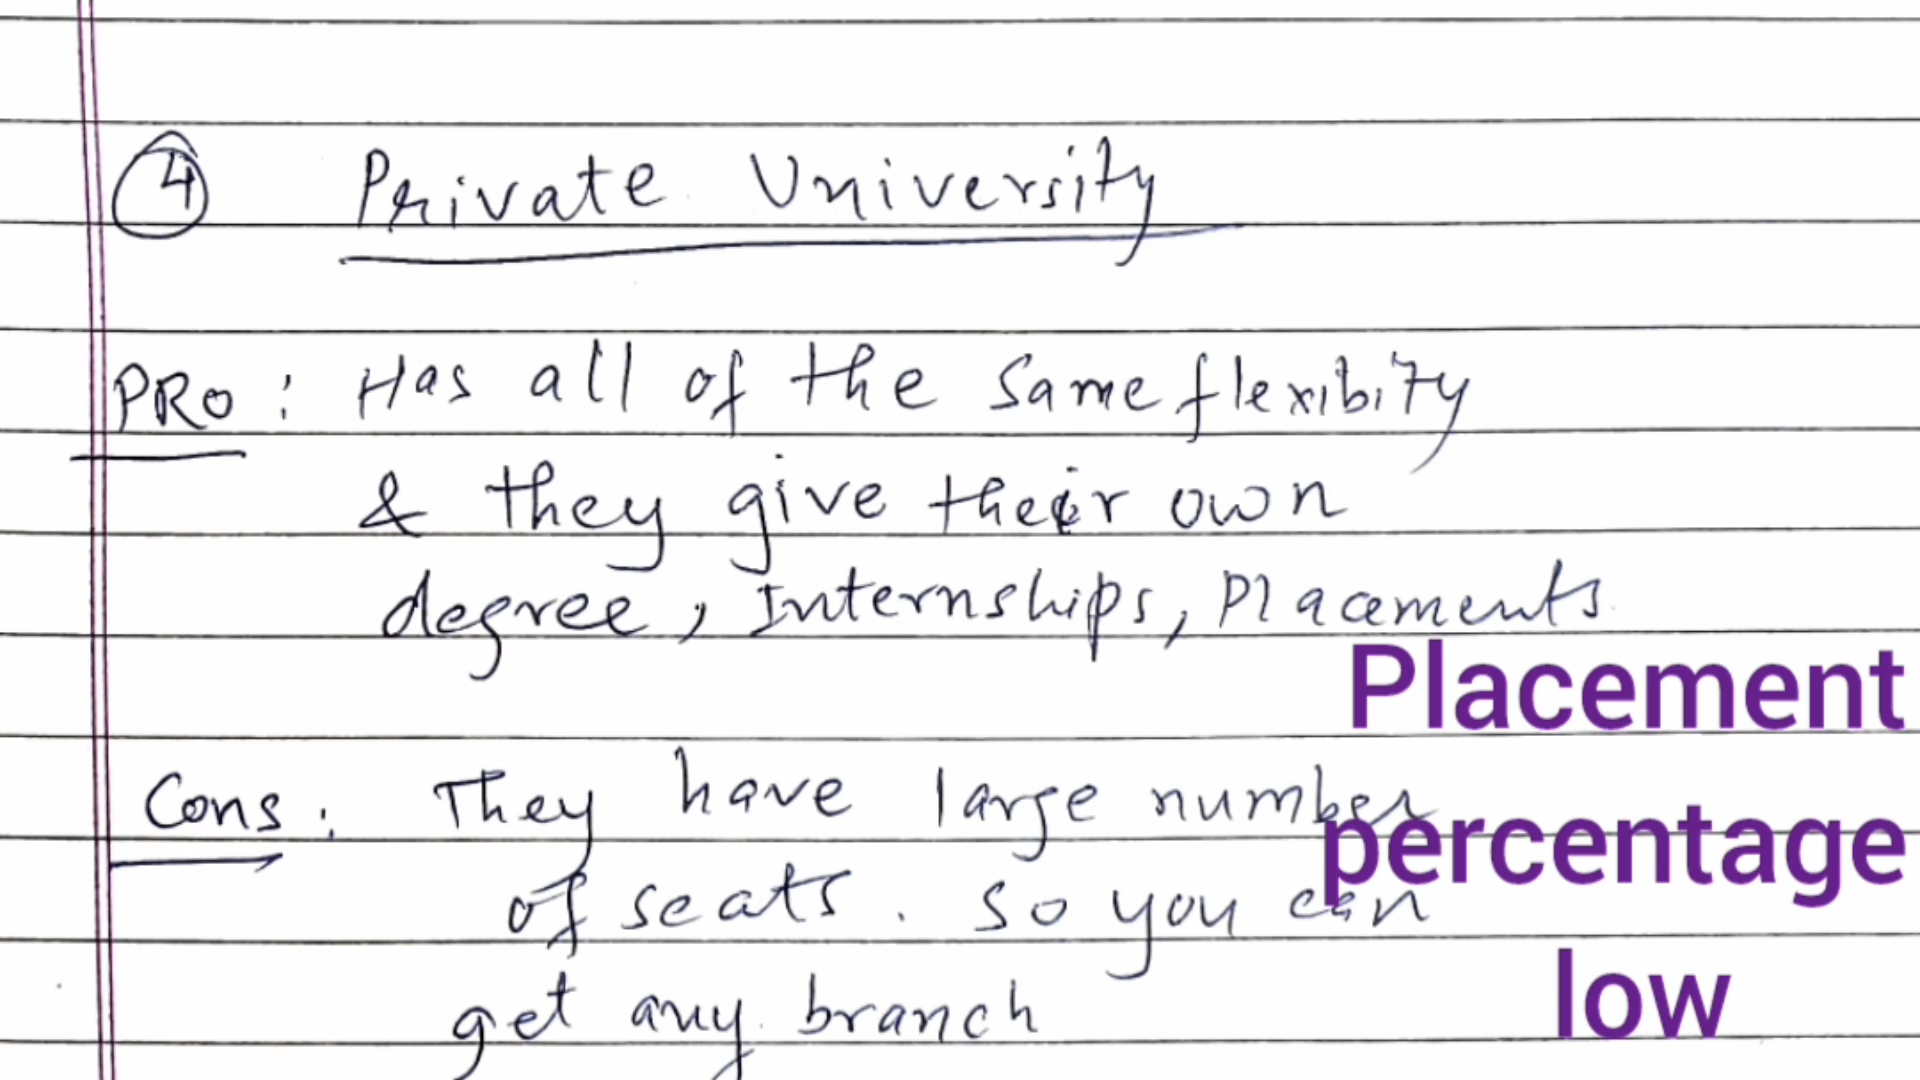 4 Private University
PRO : Has all of the same flexibity
& they give their own
degree, Internships, Placements
Placement
Cons : They have large number
percentage
of seats. So you can
low
get any branch